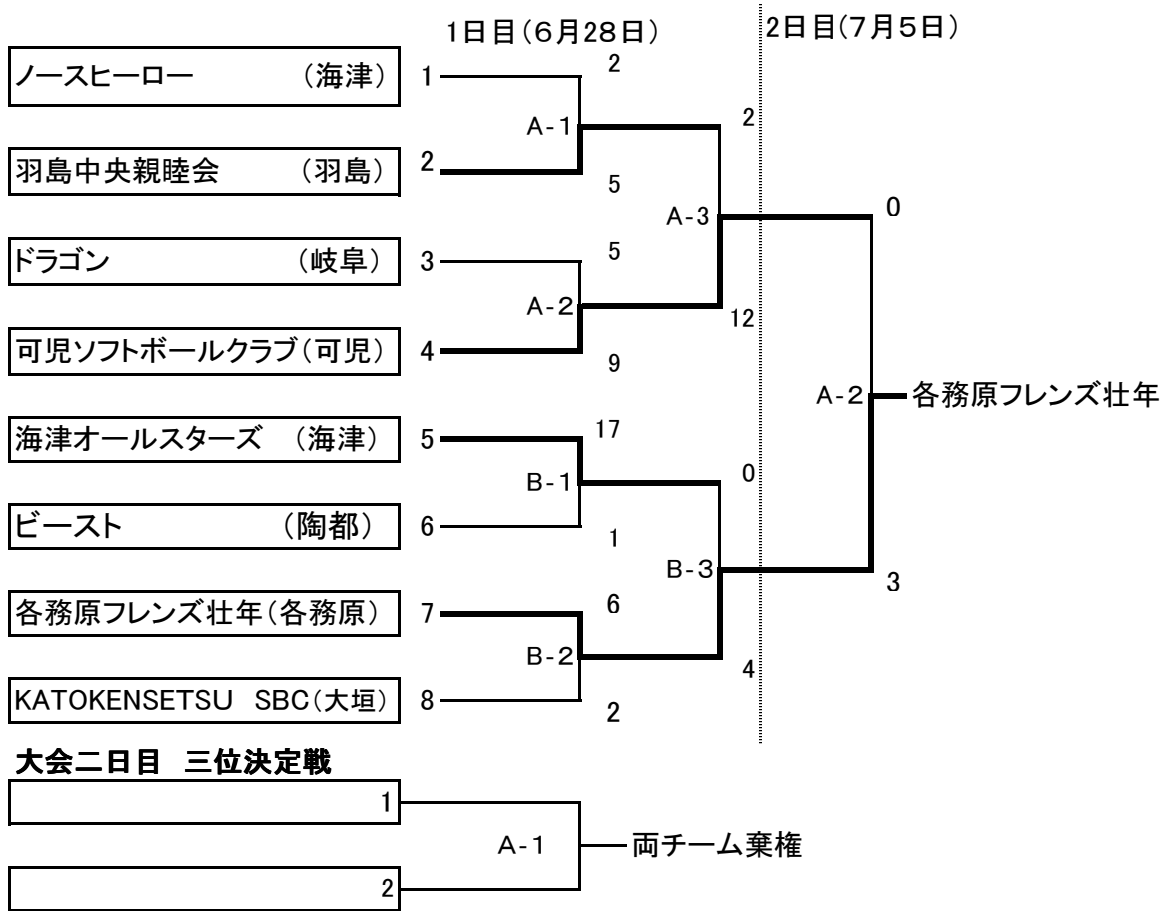 1日目(6月28日)
2日目(7月5日)
ノースヒーロー (海津) 1
2
A-1
2
羽島中央親睦会 (羽島) 2
5
A-3
0
ドラゴン (岐阜) 3
5
A-2
12
可児ソフトボールクラブ(可児) 4
9
A-2
各務原フレンズ壮年
海津オールスターズ (海津) 5
17
B-1
0
ビースト (陶都) 6
1
B-3
3
各務原フレンズ壮年(各務原) 7
6
B-2
4
KATOKENSETSU SBC(大垣) 8
2
大会二日目 三位決定戦
1
A-1
両チーム棄権
2